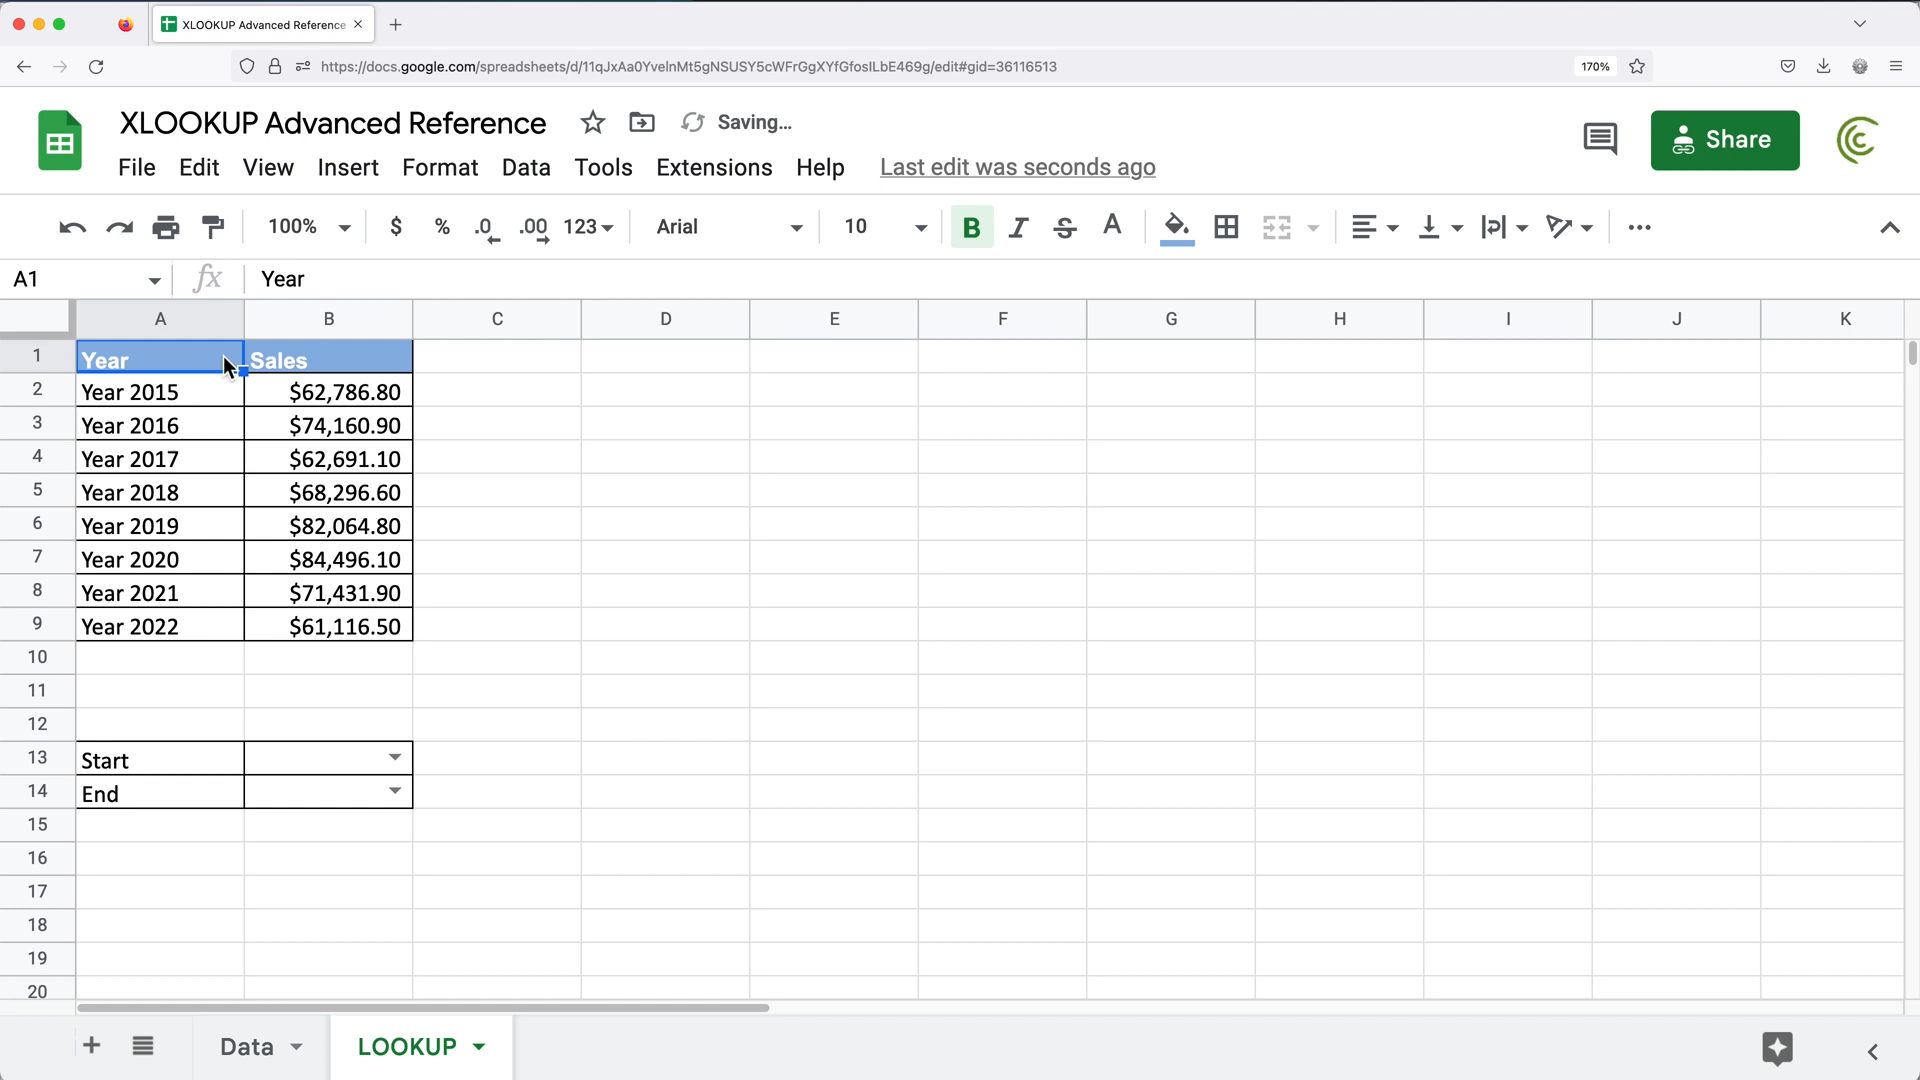 XLOOKUP Advanced Reference
https://docs.google.com/spreadsheets/d/11qJxAa0YvelnMt5gNSUSY5cWFrGgXYfGfosILbE469g/edit#gid=36116513
170%
XLOOKUP Advanced Reference
Saving…
Share
File Edit View Insert Format Data Tools Extensions Help Last edit was seconds ago
100% $ % .0 .00 123 Arial 10 B I S A
A1 fx Year
A B C D E F G H I J K
1 Year Sales
2 Year 2015 $62,786.80
3 Year 2016 $74,160.90
4 Year 2017 $62,691.10
5 Year 2018 $68,296.60
6 Year 2019 $82,064.80
7 Year 2020 $84,496.10
8 Year 2021 $71,431.90
9 Year 2022 $61,116.50
10
11
12
13 Start
14 End
15
16
17
18
19
20
Data LOOKUP